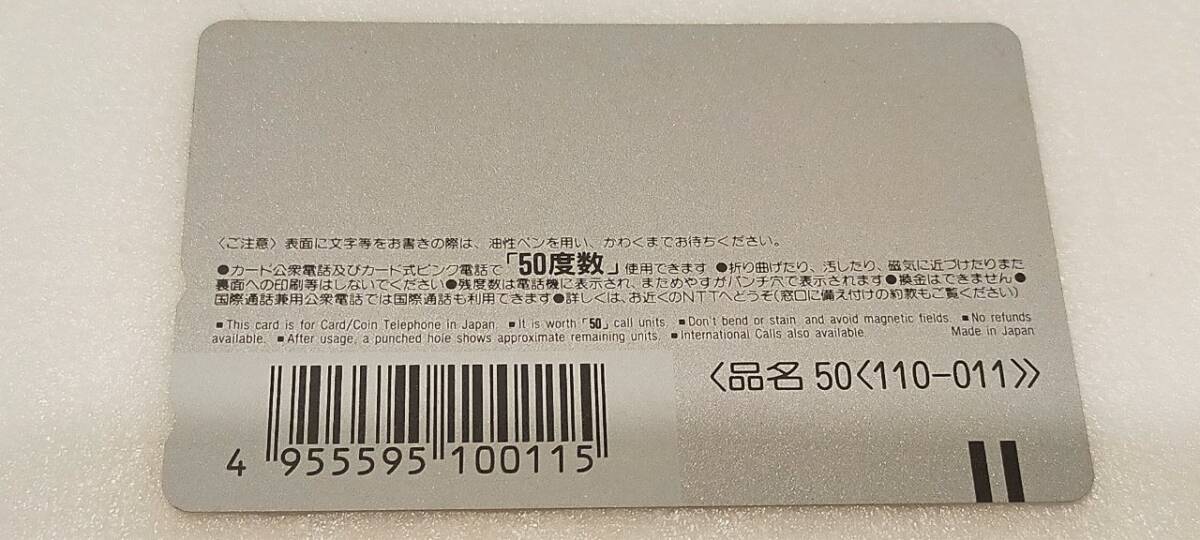 〈ご注意〉表面に文字等をお書きの際は、油性ペンを用い、かわくまでお待ちください。
●カード公衆電話及びカード式ピンク電話で「50度数」使用できます ●折り曲げたり、汚したり、磁気に近づけたりまた
裏面への印刷等はしないでください●残度数は電話機に表示され、まためやすがパンチ穴で表示されます●換金はできません●
国際通話兼用公衆電話では国際通話も利用できます●詳しくは、お近くのNTTへどうぞ(窓口に備え付けの約款もご覧ください)
■This card is for Card/Coin Telephone in Japan. ■It is worth「50」call units. ■Don't bend or stain, and avoid magnetic fields. ■No refunds
available. ■After usage, a punched hole shows approximate remaining units. ■International Calls also available. Made in Japan
〈品名 50〈110-011〉〉
4 955595 100115